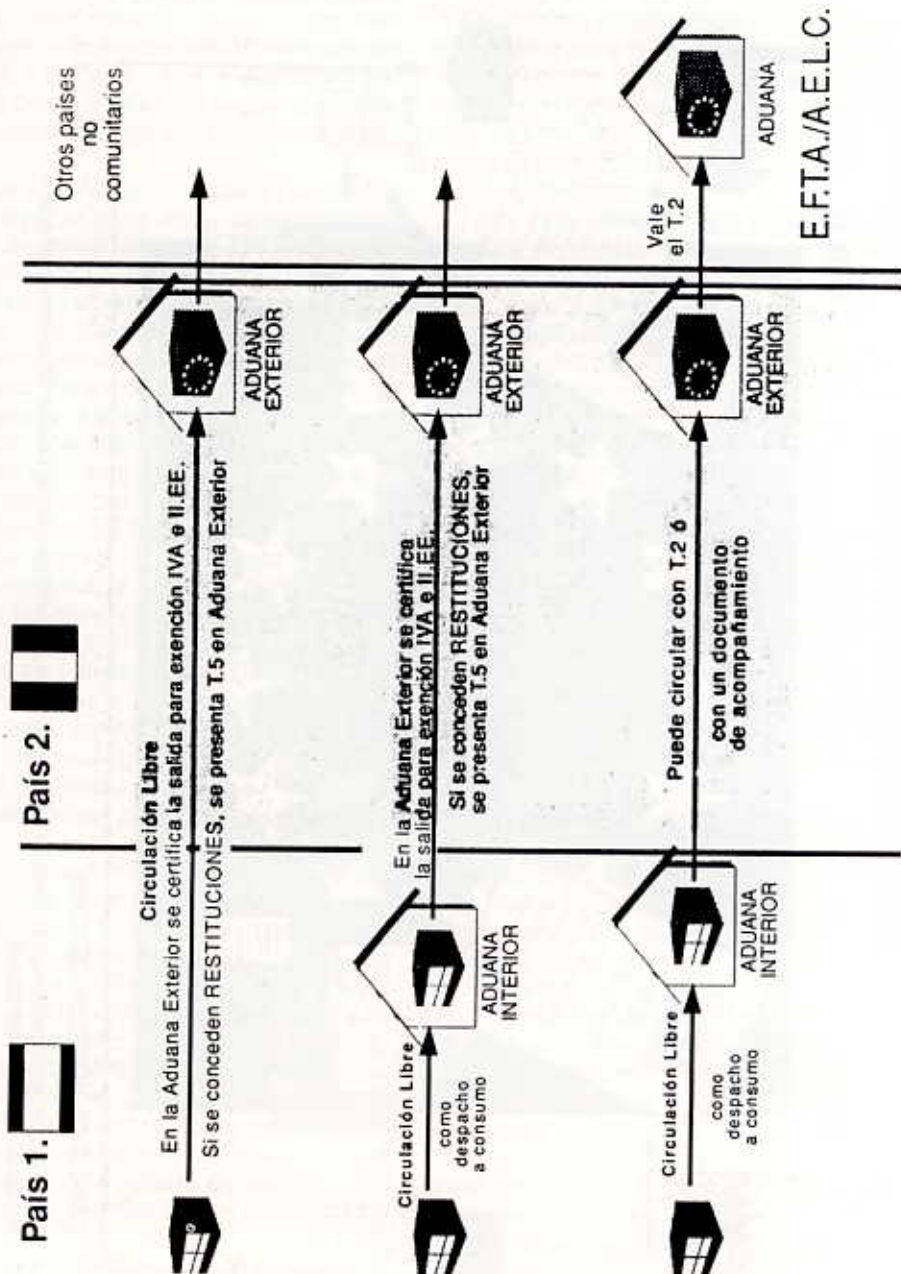 País 1.
País 2.
Otros países
no
comunitarios
Circulación Libre
En la Aduana Exterior se certifica la salida para exención IVA e II.EE.
Si se conceden RESTITUCIONES, se presenta T.5 en Aduana Exterior
ADUANA
EXTERIOR
Circulación Libre
como
despacho
a consumo
ADUANA
INTERIOR
En la Aduana Exterior se certifica
la salida para exención IVA e II.EE.
Si se conceden RESTITUCIONES,
se presenta T.5 en Aduana Exterior
ADUANA
EXTERIOR
Circulación Libre
como
despacho
a consumo
ADUANA
INTERIOR
Puede circular con T.2 ó
con un documento
de acompañamiento
ADUANA
EXTERIOR
Vale
el T.2
ADUANA
E.F.T.A./A.E.L.C.